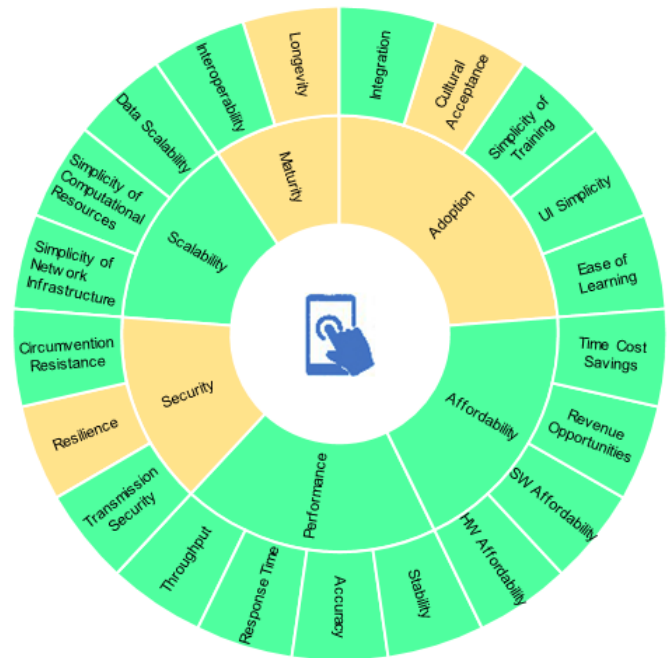 Longevity
Integration
Cultural
Acceptance
Simplicity of
Training
UI Simplicity
Ease of
Learning
Time Cost
Savings
Revenue
Opportunities
SW Affordability
HW Affordability
Stability
Accuracy
Response Time
Throughput
Transmission
Security
Resilience
Circumvention
Resistance
Simplicity of
Network
Infrastructure
Simplicity of
Computational
Resources
Data Scalability
Interoperability
Maturity
Adoption
Affordability
Performance
Security
Scalability